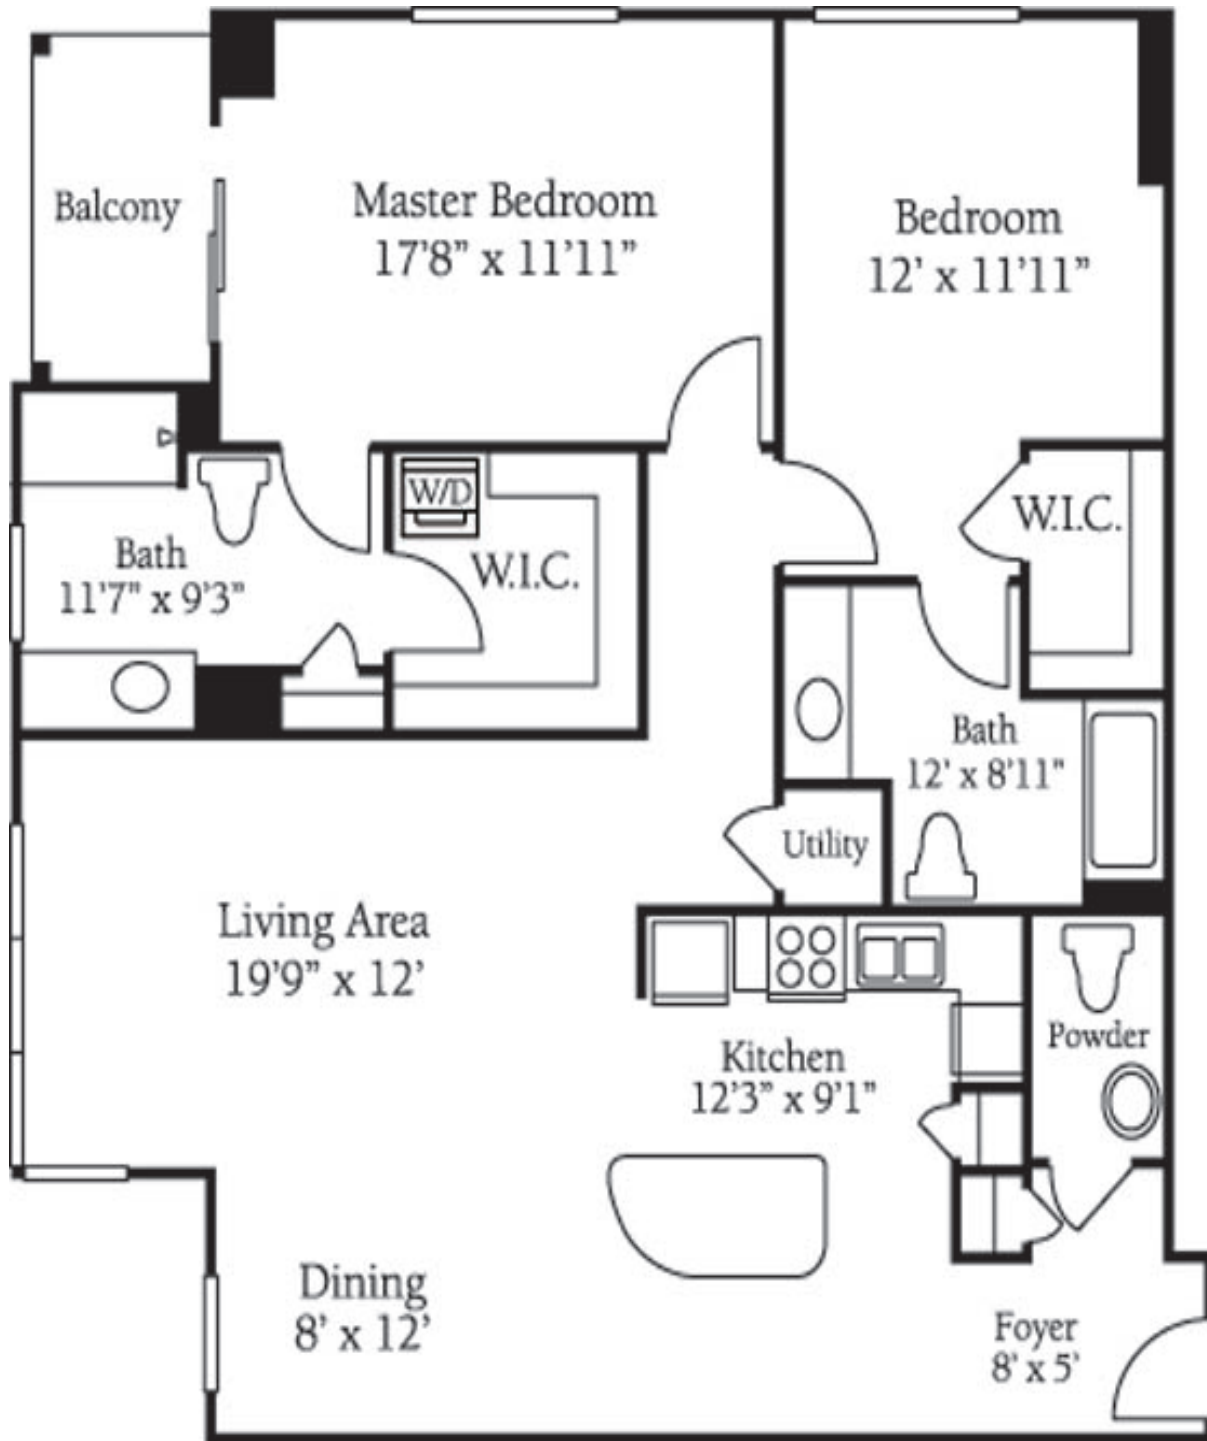 Balcony
Master Bedroom
17'8" x 11'11"
Bedroom
12' x 11'11"
W/D
W.I.C.
W.I.C.
Bath
11'7" x 9'3"
Bath
12' x 8'11"
Utility
Living Area
19'9" x 12'
Kitchen
12'3" x 9'1"
Powder
Dining
8' x 12'
Foyer
8' x 5'